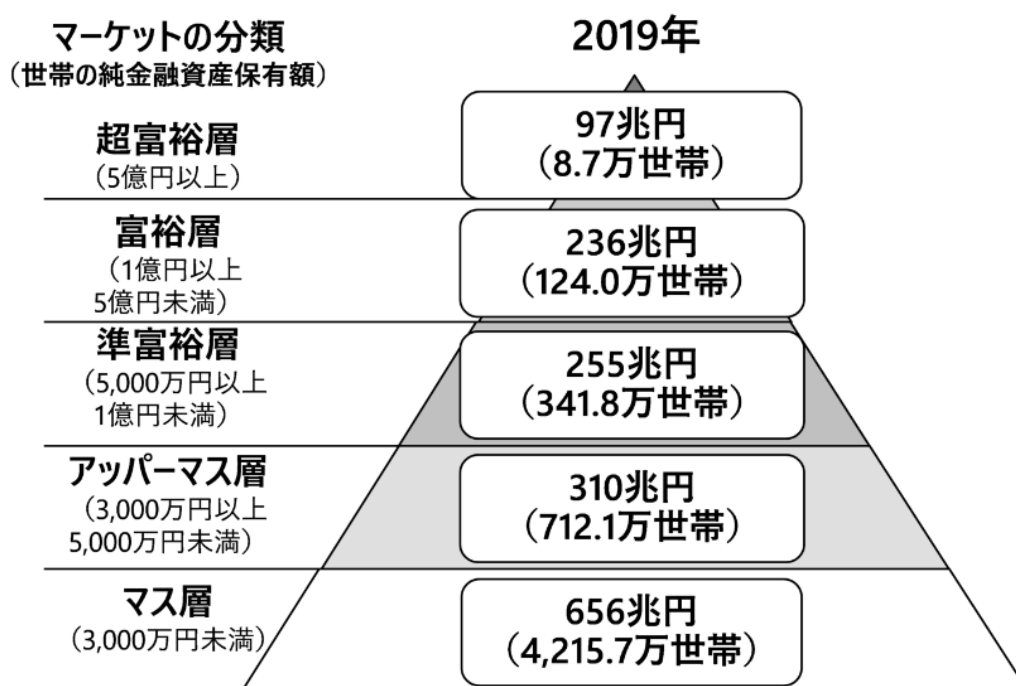 マーケットの分類
（世帯の純金融資産保有額）
2019年
超富裕層
（5億円以上）
97兆円
（8.7万世帯）
富裕層
（1億円以上
5億円未満）
236兆円
（124.0万世帯）
準富裕層
（5,000万円以上
1億円未満）
255兆円
（341.8万世帯）
アッパーマス層
（3,000万円以上
5,000万円未満）
310兆円
（712.1万世帯）
マス層
（3,000万円未満）
656兆円
（4,215.7万世帯）